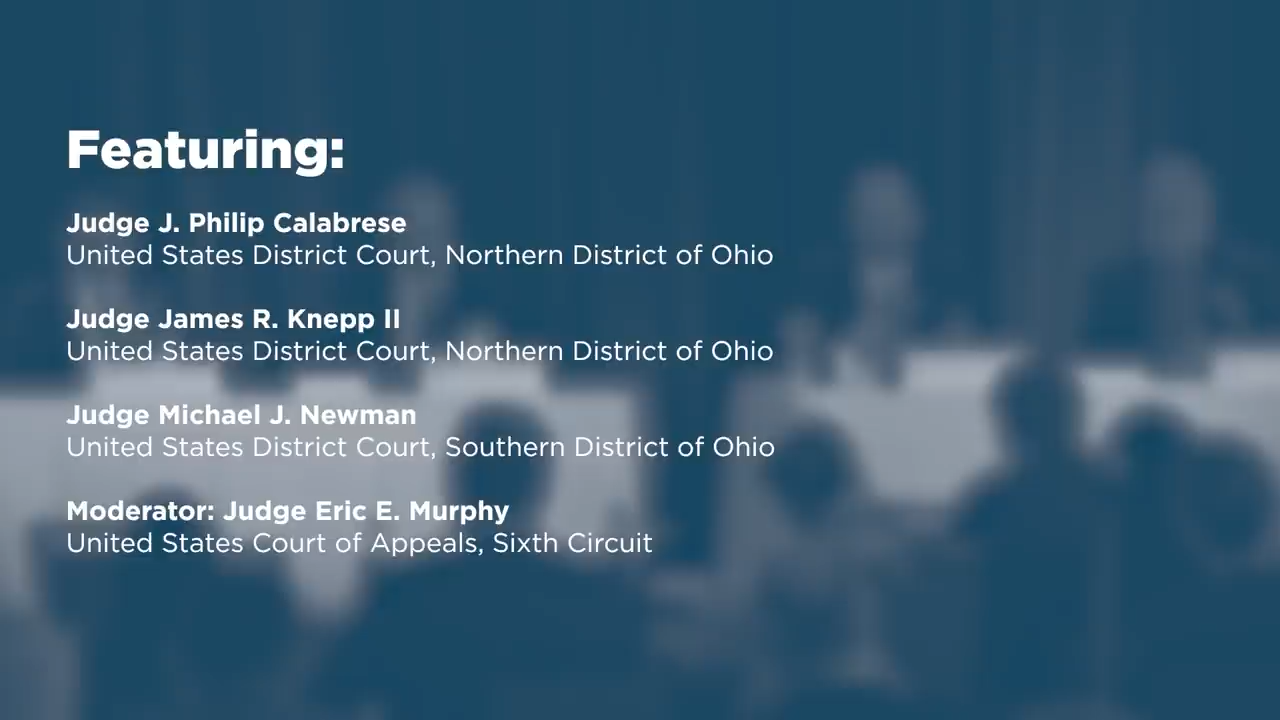 Featuring:
Judge J. Philip Calabrese
United States District Court, Northern District of Ohio
Judge James R. Knepp II
United States District Court, Northern District of Ohio
Judge Michael J. Newman
United States District Court, Southern District of Ohio
Moderator: Judge Eric E. Murphy
United States Court of Appeals, Sixth Circuit